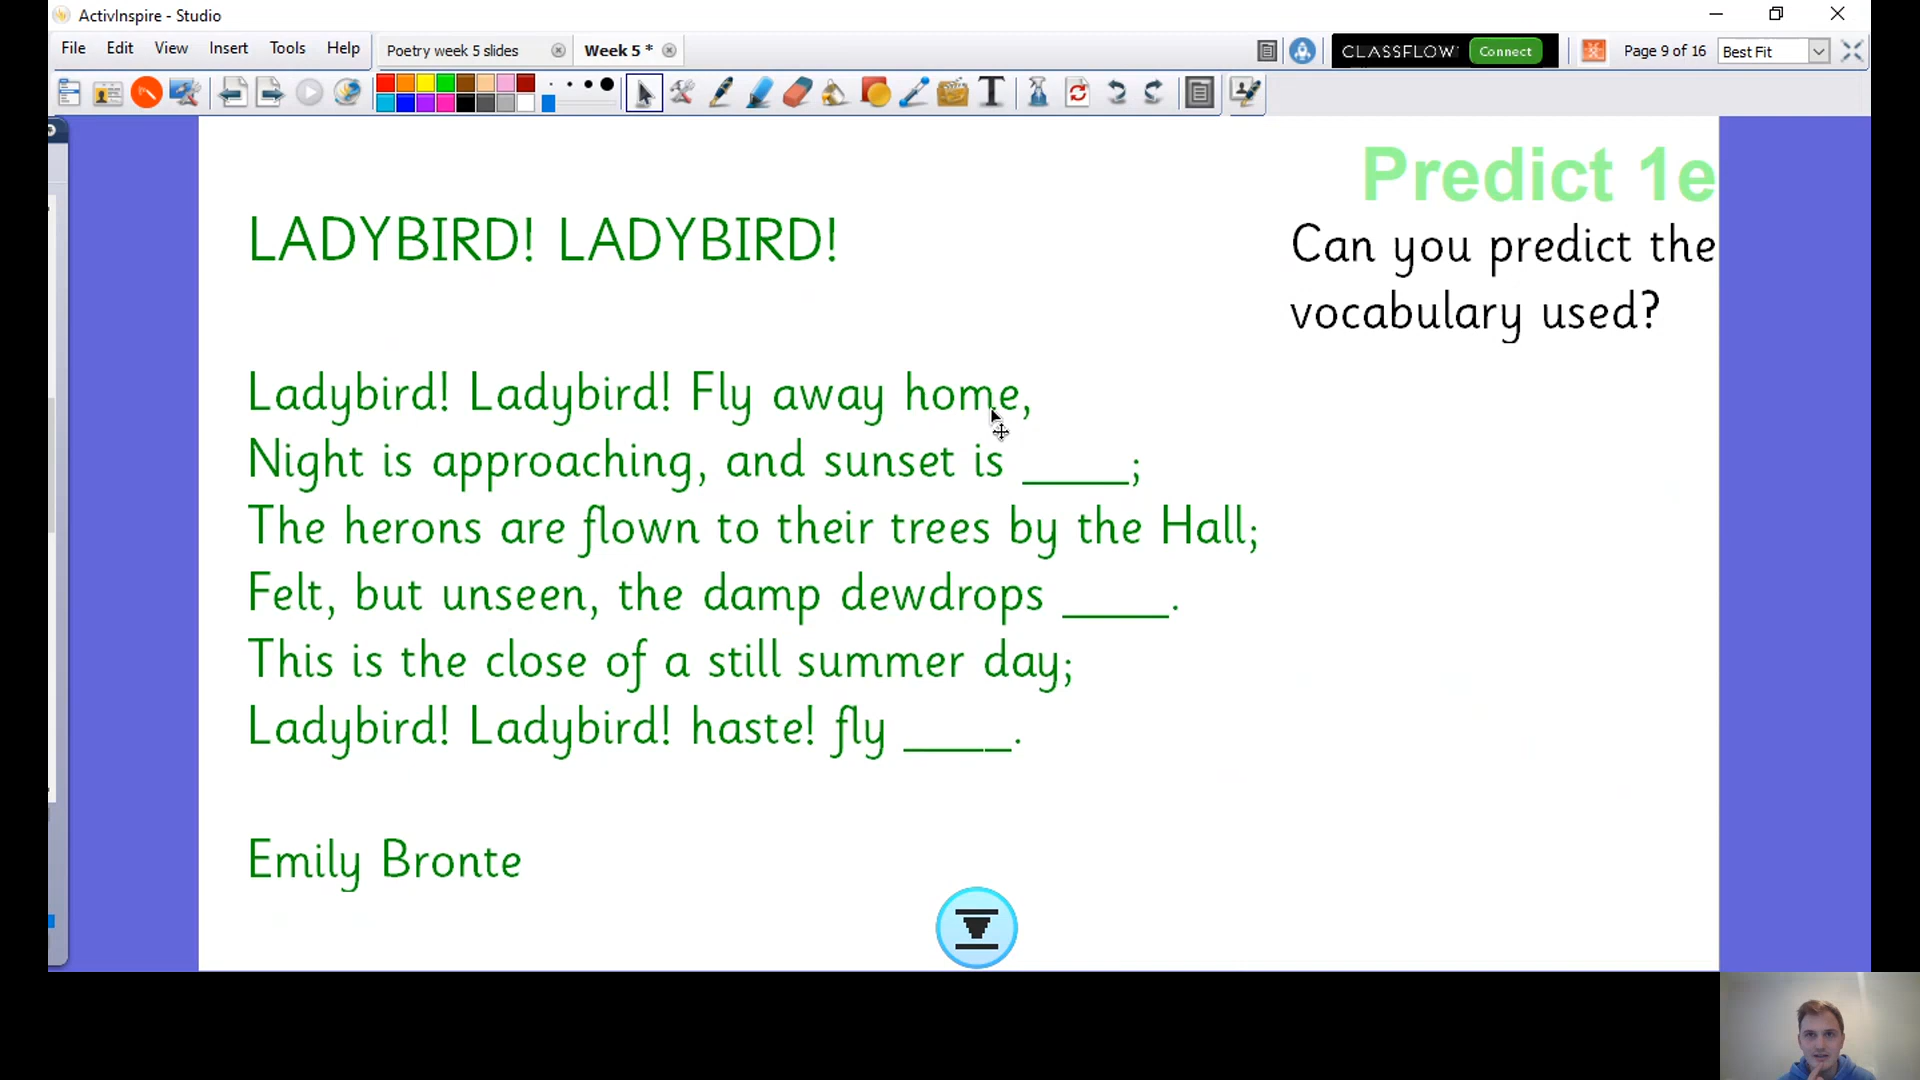 ActivInspire - Studio
File Edit View Insert Tools Help
Poetry week 5 slides
Week 5 *
CLASSFLOW
Connect
Page 9 of 16
Best Fit
Predict 1e
Can you predict the
vocabulary used?
LADYBIRD! LADYBIRD!
Ladybird! Ladybird! Fly away home,
Night is approaching, and sunset is _____;
The herons are flown to their trees by the Hall;
Felt, but unseen, the damp dewdrops _____.
This is the close of a still summer day;
Ladybird! Ladybird! haste! fly _____.
Emily Bronte